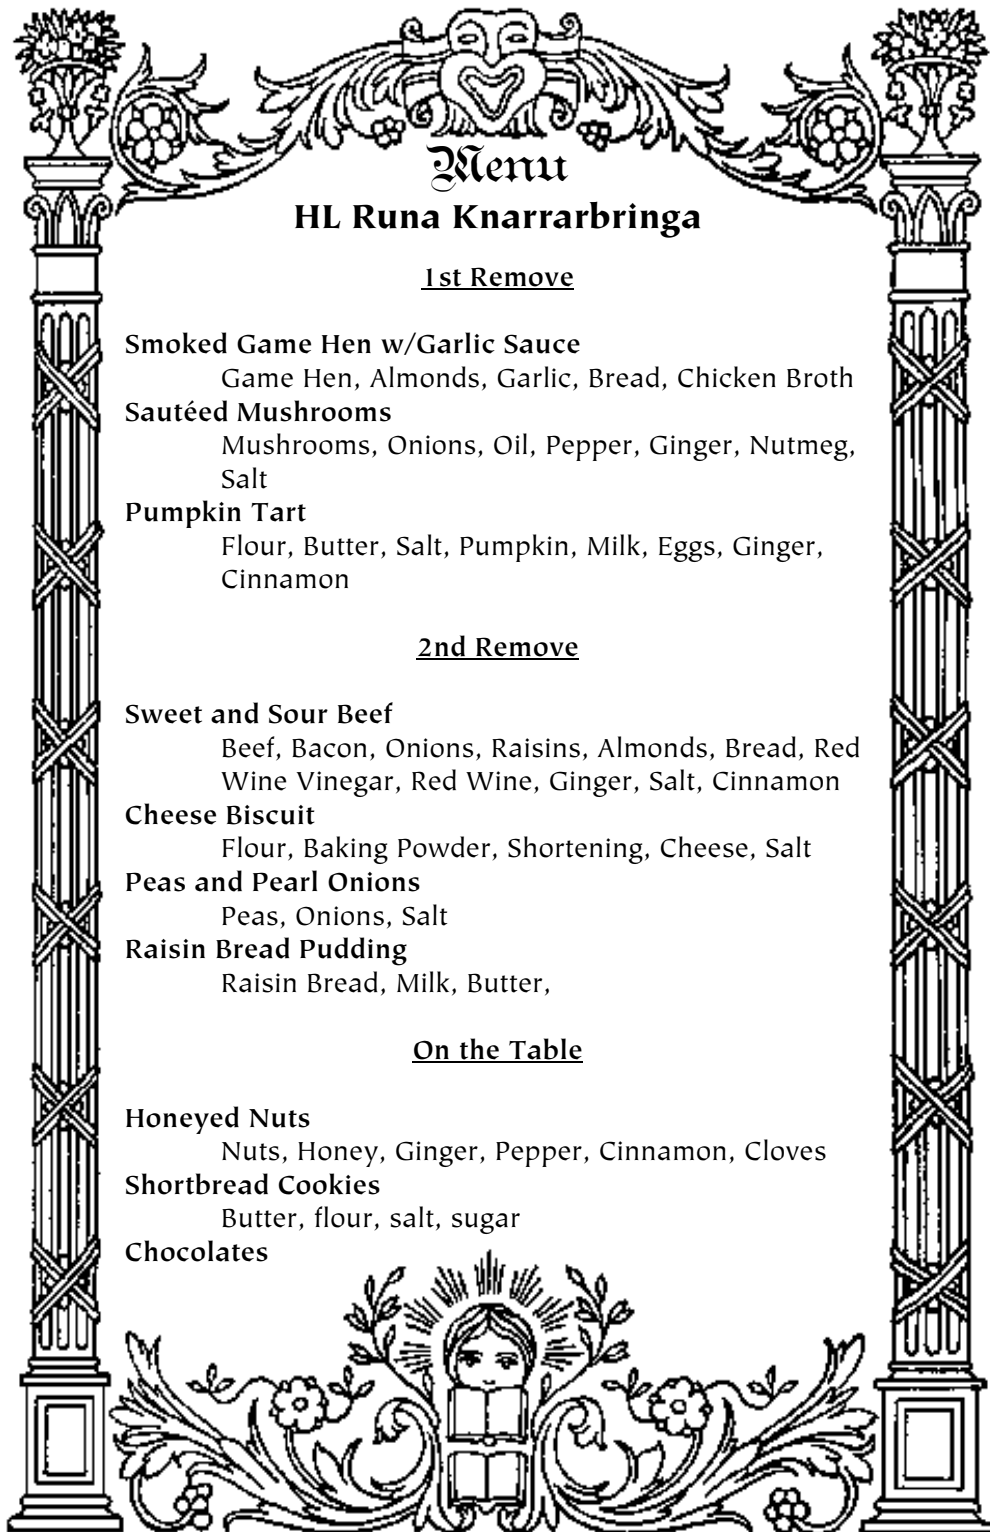 Menu
HL Runa Knarrarbringa
1st Remove
Smoked Game Hen w/Garlic Sauce
Game Hen, Almonds, Garlic, Bread, Chicken Broth
Sautéed Mushrooms
Mushrooms, Onions, Oil, Pepper, Ginger, Nutmeg,
Salt
Pumpkin Tart
Flour, Butter, Salt, Pumpkin, Milk, Eggs, Ginger,
Cinnamon
2nd Remove
Sweet and Sour Beef
Beef, Bacon, Onions, Raisins, Almonds, Bread, Red
Wine Vinegar, Red Wine, Ginger, Salt, Cinnamon
Cheese Biscuit
Flour, Baking Powder, Shortening, Cheese, Salt
Peas and Pearl Onions
Peas, Onions, Salt
Raisin Bread Pudding
Raisin Bread, Milk, Butter,
On the Table
Honeyed Nuts
Nuts, Honey, Ginger, Pepper, Cinnamon, Cloves
Shortbread Cookies
Butter, flour, salt, sugar
Chocolates